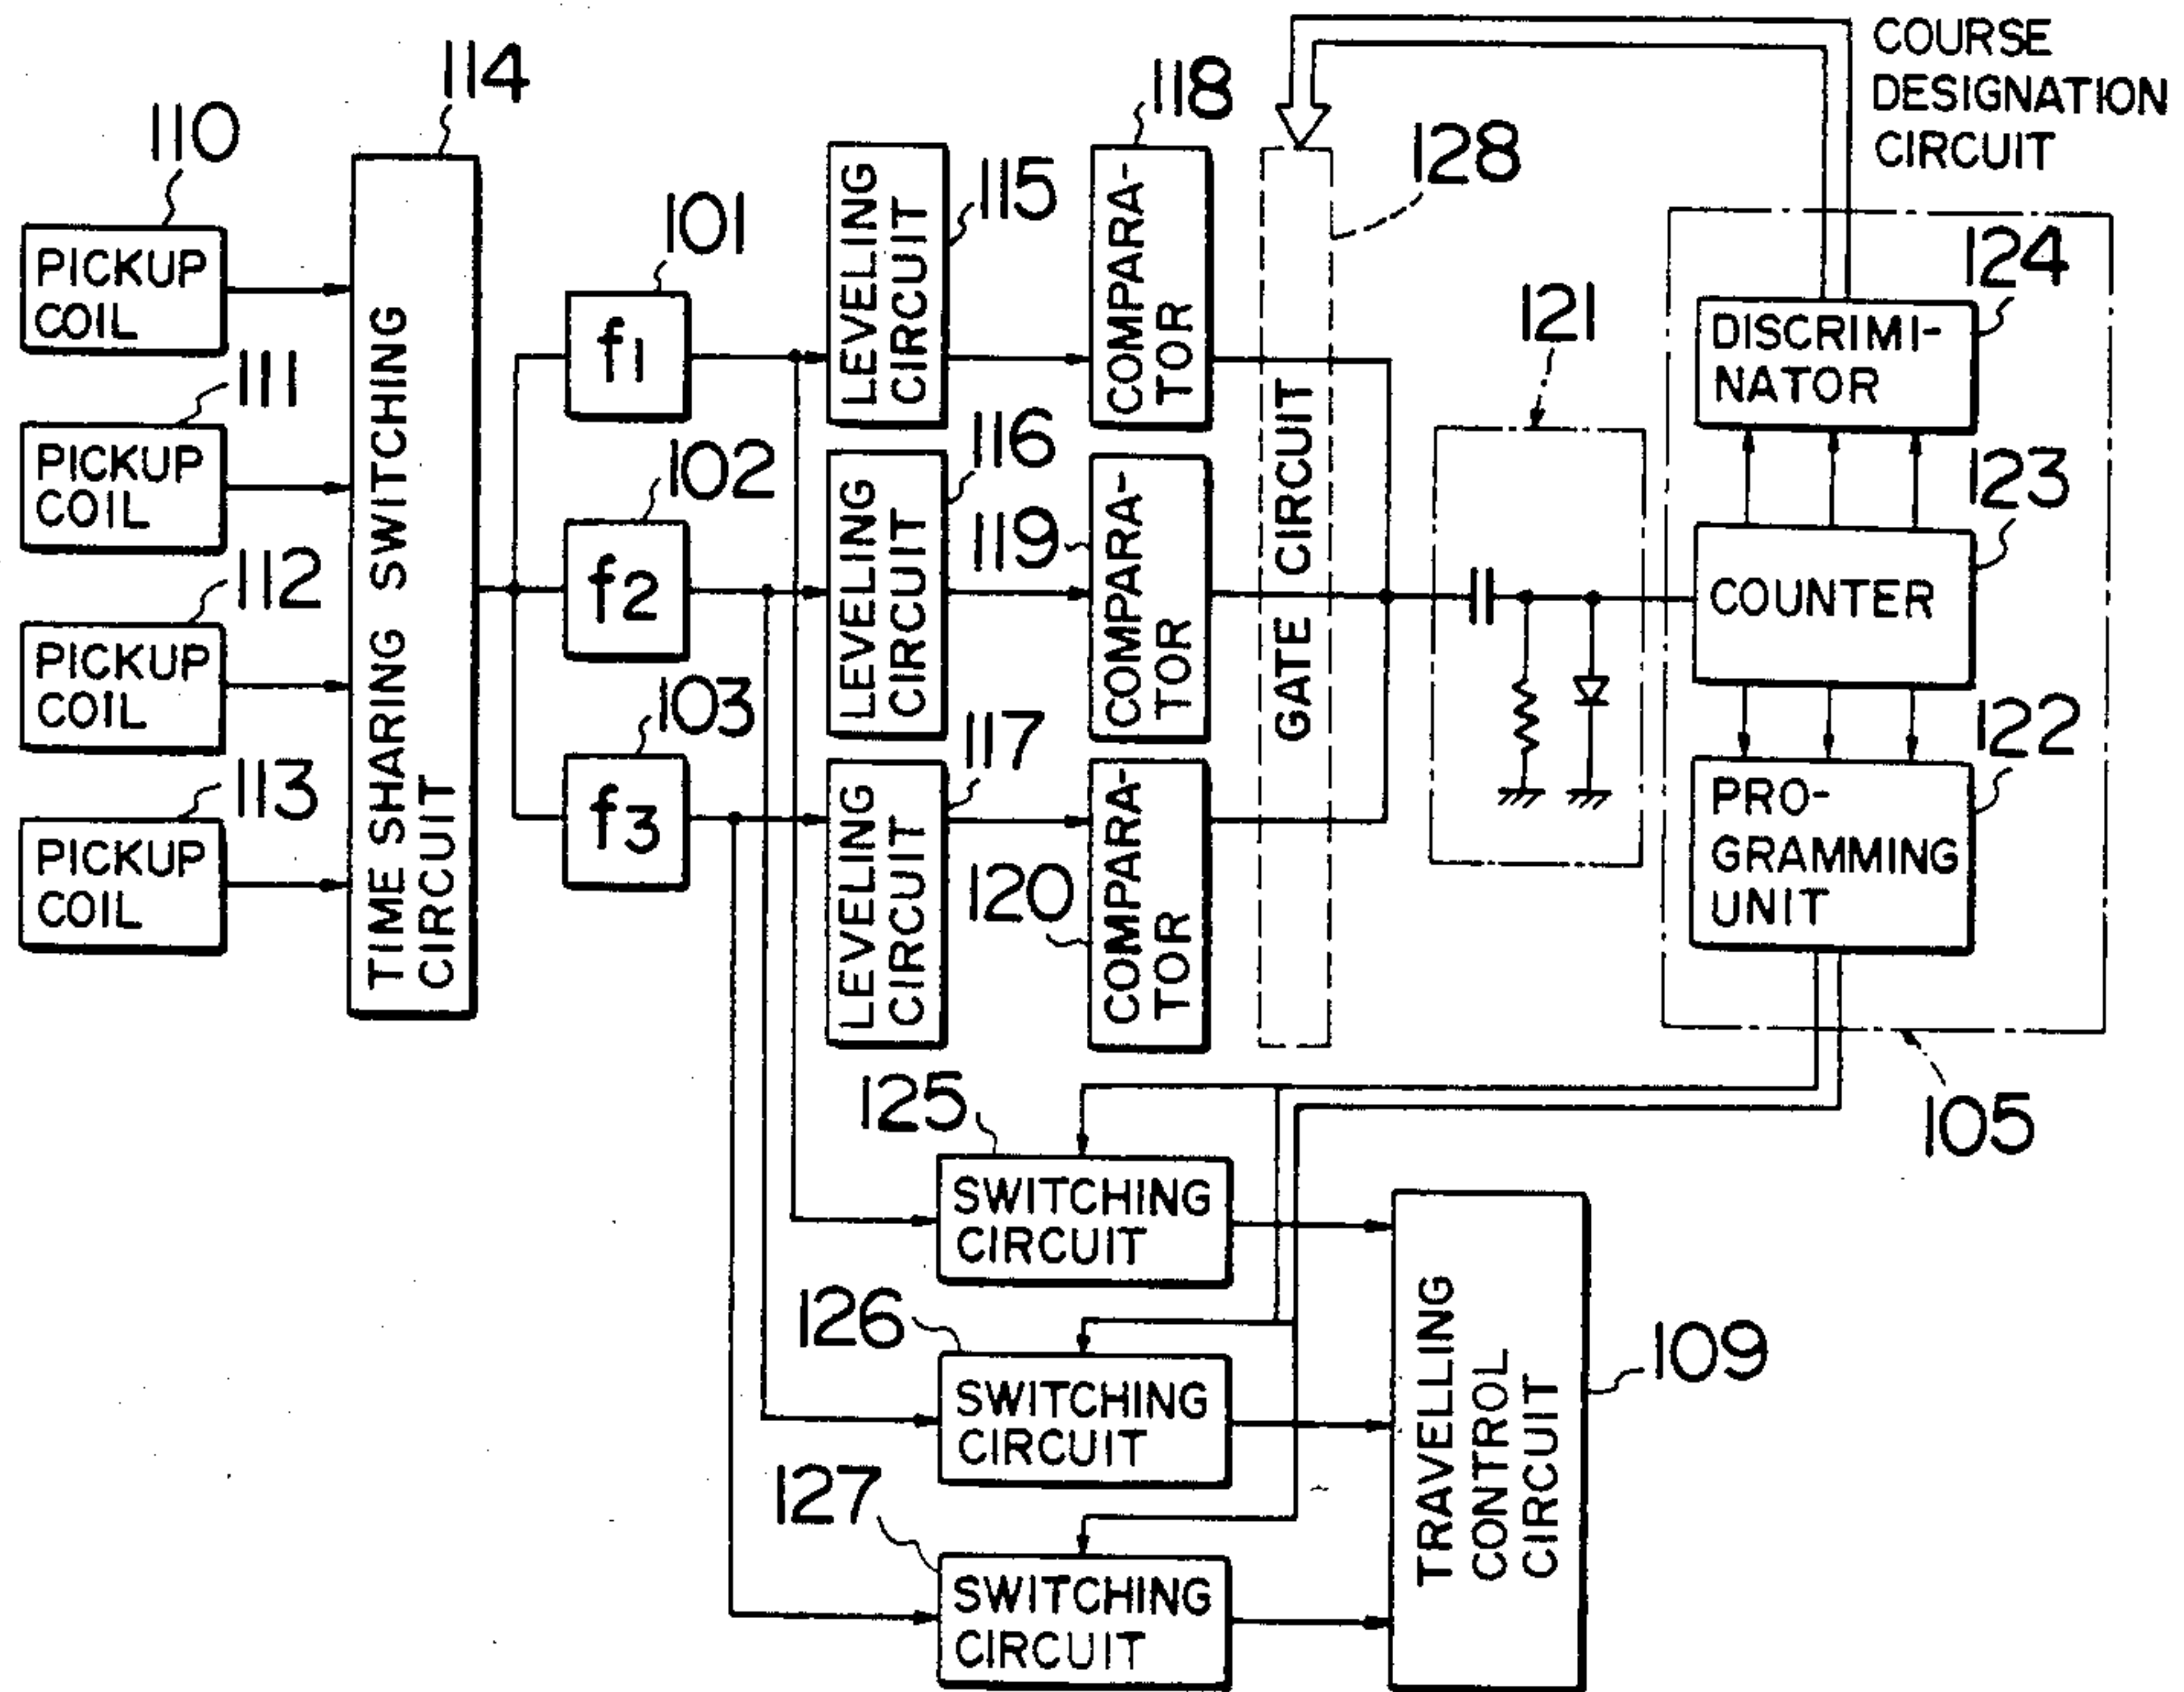 COURSE
DESIGNATION
CIRCUIT
114
110
118
128
PICKUP
COIL
101
115
124
111
121
DISCRIMI-
NATOR
PICKUP
COIL
f1
LEVELING
CIRCUIT
COMPARA-
TOR
102
116
123
112
119
PICKUP
COIL
f2
LEVELING
CIRCUIT
COMPARA-
TOR
GATE CIRCUIT
COUNTER
TIME SHARING SWITCHING
CIRCUIT
103
117
122
113
PICKUP
COIL
f3
LEVELING
CIRCUIT
120
COMPARA-
TOR
PRO-
GRAMMING
UNIT
105
125
SWITCHING
CIRCUIT
126
SWITCHING
CIRCUIT
109
TRAVELLING
CONTROL
CIRCUIT
127
SWITCHING
CIRCUIT